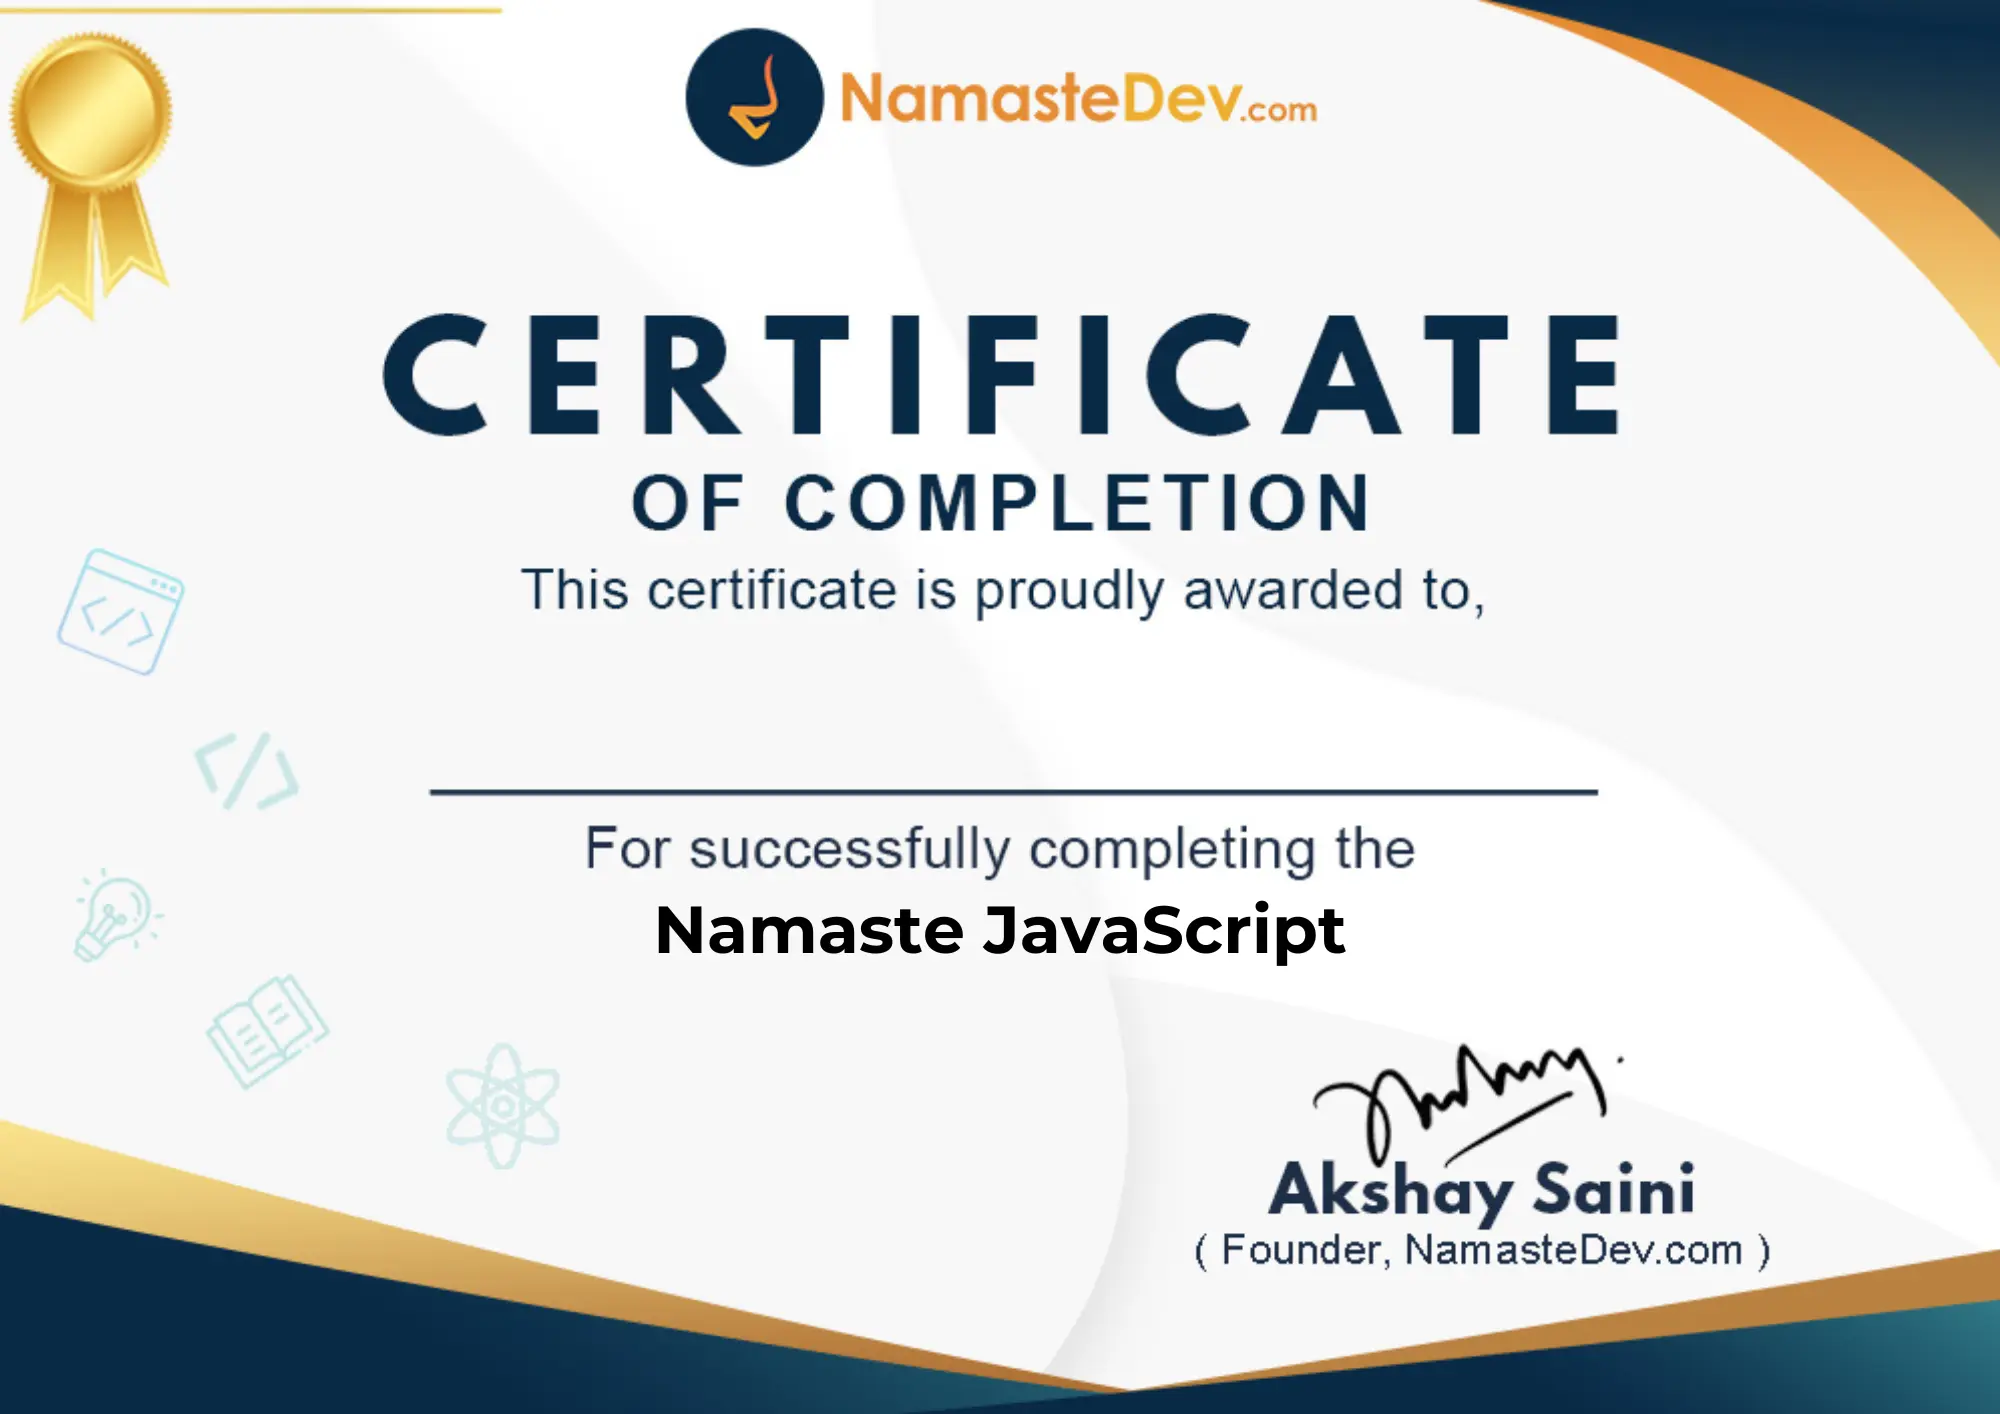 NamasteDev.com
CERTIFICATE
OF COMPLETION
This certificate is proudly awarded to,
For successfully completing the
Namaste JavaScript
Akshay Saini
( Founder, NamasteDev.com )